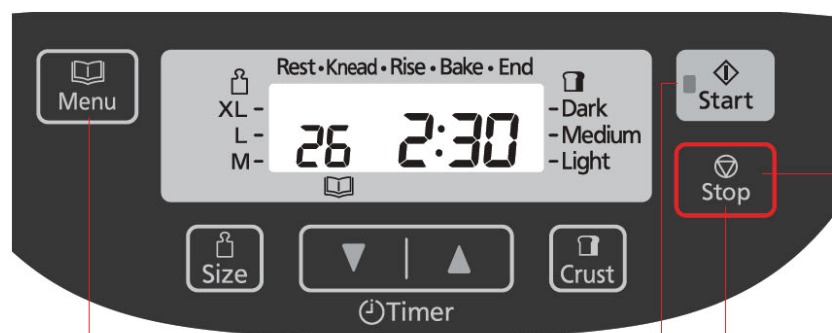 Menu
Rest • Knead • Rise • Bake • End
XL -
L -
M -
26 2:30
- Dark
- Medium
- Light
Start
Stop
Size
Timer
Crust